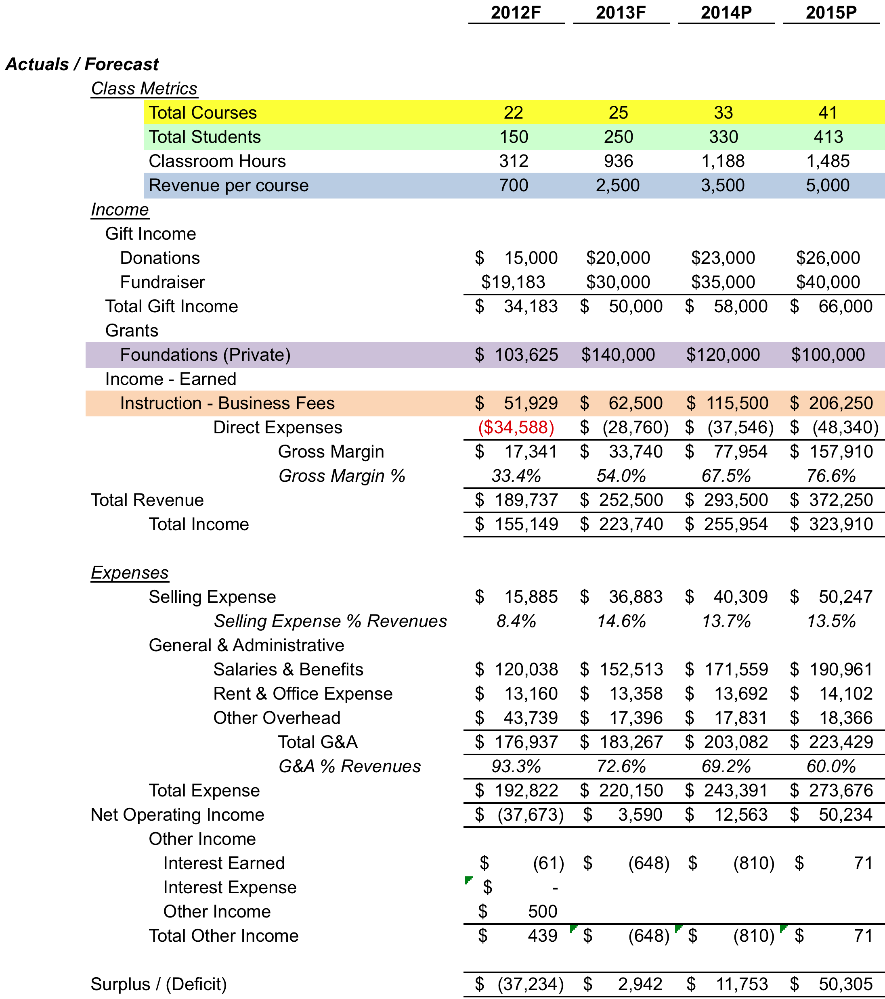 2012F 2013F 2014P 2015P
Actuals / Forecast
Class Metrics
Total Courses 22 25 33 41
Total Students 150 250 330 413
Classroom Hours 312 936 1,188 1,485
Revenue per course 700 2,500 3,500 5,000
Income
Gift Income
Donations $ 15,000 $20,000 $23,000 $26,000
Fundraiser $19,183 $30,000 $35,000 $40,000
Total Gift Income $ 34,183 $ 50,000 $ 58,000 $ 66,000
Grants
Foundations (Private) $ 103,625 $140,000 $120,000 $100,000
Income - Earned
Instruction - Business Fees $ 51,929 $ 62,500 $ 115,500 $ 206,250
Direct Expenses ($34,588) $ (28,760) $ (37,546) $ (48,340)
Gross Margin $ 17,341 $ 33,740 $ 77,954 $ 157,910
Gross Margin % 33.4% 54.0% 67.5% 76.6%
Total Revenue $ 189,737 $ 252,500 $ 293,500 $ 372,250
Total Income $ 155,149 $ 223,740 $ 255,954 $ 323,910
Expenses
Selling Expense $ 15,885 $ 36,883 $ 40,309 $ 50,247
Selling Expense % Revenues 8.4% 14.6% 13.7% 13.5%
General & Administrative
Salaries & Benefits $ 120,038 $ 152,513 $ 171,559 $ 190,961
Rent & Office Expense $ 13,160 $ 13,358 $ 13,692 $ 14,102
Other Overhead $ 43,739 $ 17,396 $ 17,831 $ 18,366
Total G&A $ 176,937 $ 183,267 $ 203,082 $ 223,429
G&A % Revenues 93.3% 72.6% 69.2% 60.0%
Total Expense $ 192,822 $ 220,150 $ 243,391 $ 273,676
Net Operating Income $ (37,673) $ 3,590 $ 12,563 $ 50,234
Other Income
Interest Earned $ (61) $ (648) $ (810) $ 71
Interest Expense $ -
Other Income $ 500
Total Other Income $ 439 $ (648) $ (810) $ 71
Surplus / (Deficit) $ (37,234) $ 2,942 $ 11,753 $ 50,305